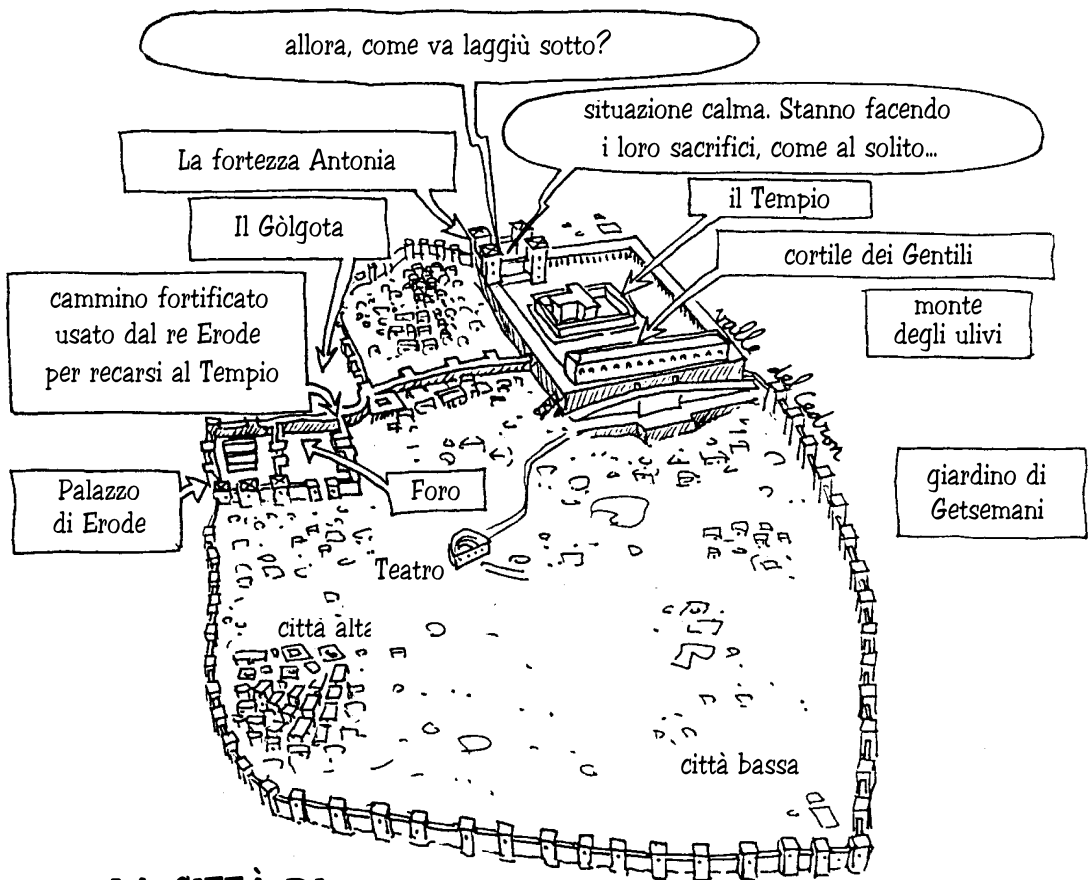 allora, come va laggiù sotto?
situazione calma. Stanno facendo
i loro sacrifici, come al solito...
La fortezza Antonia
il Tempio
Il Gòlgota
cortile dei Gentili
cammino fortificato
usato dal re Erode
per recarsi al Tempio
monte
degli ulivi
valle del Cedron
Palazzo
di Erode
Foro
giardino di
Getsemani
Teatro
città alta
città bassa